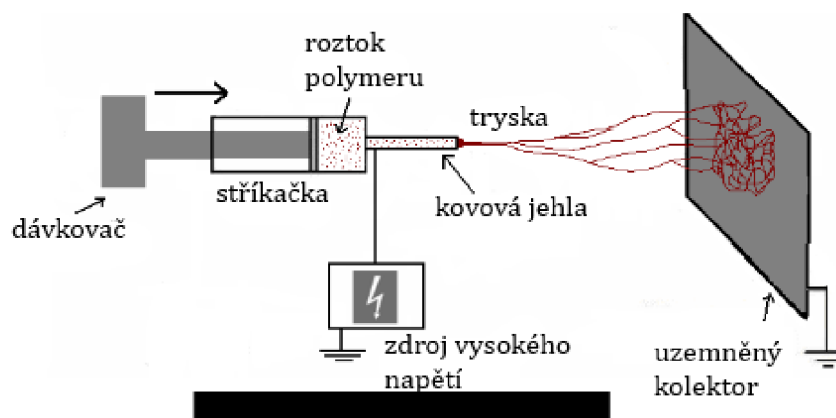 roztok
polymeru
tryska
stříkačka
kovová jehla
dávkovač
zdroj vysokého
napětí
uzemněný
kolektor